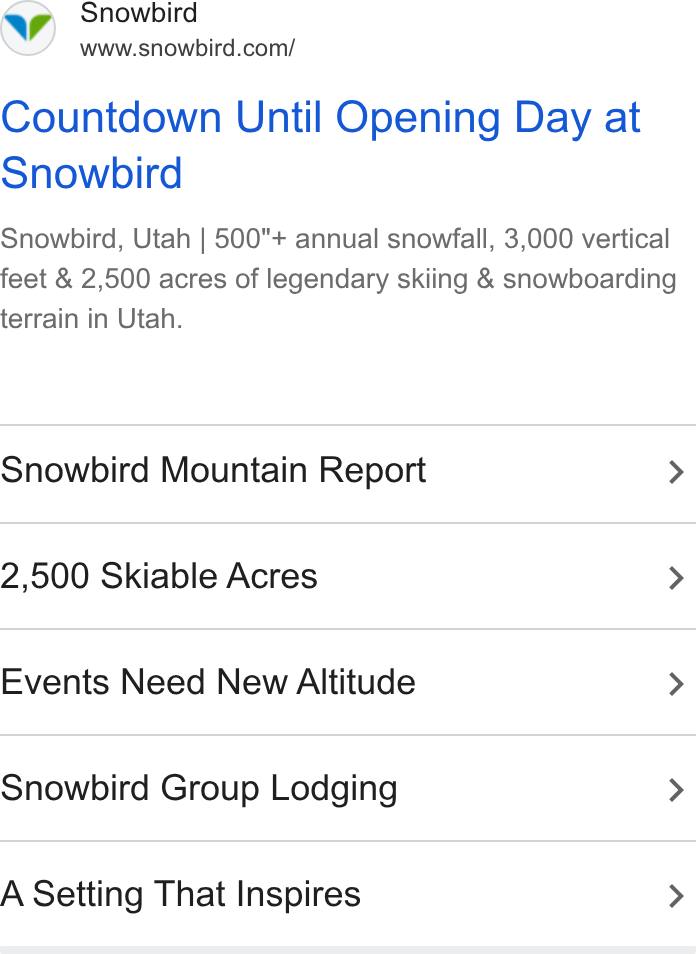 Snowbird
www.snowbird.com/
Countdown Until Opening Day at
Snowbird
Snowbird, Utah | 500"+ annual snowfall, 3,000 vertical
feet & 2,500 acres of legendary skiing & snowboarding
terrain in Utah.
Snowbird Mountain Report
2,500 Skiable Acres
Events Need New Altitude
Snowbird Group Lodging
A Setting That Inspires